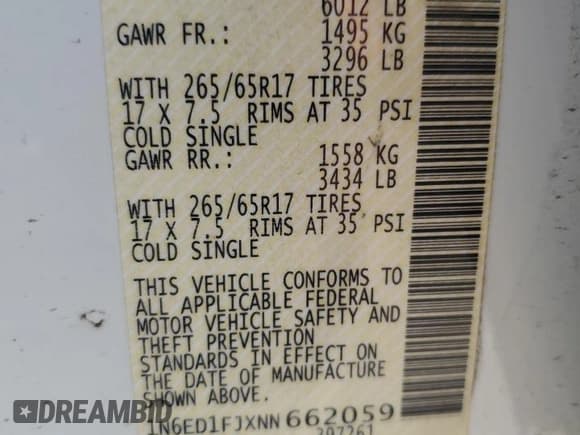 6012 LB
GAWR FR.: 1495 KG
3296 LB
WITH 265/65R17 TIRES
17 X 7.5 RIMS AT 35 PSI
COLD SINGLE
GAWR RR.: 1558 KG
3434 LB
WITH 265/65R17 TIRES
17 X 7.5 RIMS AT 35 PSI
COLD SINGLE
THIS VEHICLE CONFORMS TO
ALL APPLICABLE FEDERAL
MOTOR VEHICLE SAFETY AND
THEFT PREVENTION
STANDARDS IN EFFECT ON
THE DATE OF MANUFACTURE
SHOWN ABOVE.
1N6ED1FJXNN662059
397261
DREAMBID